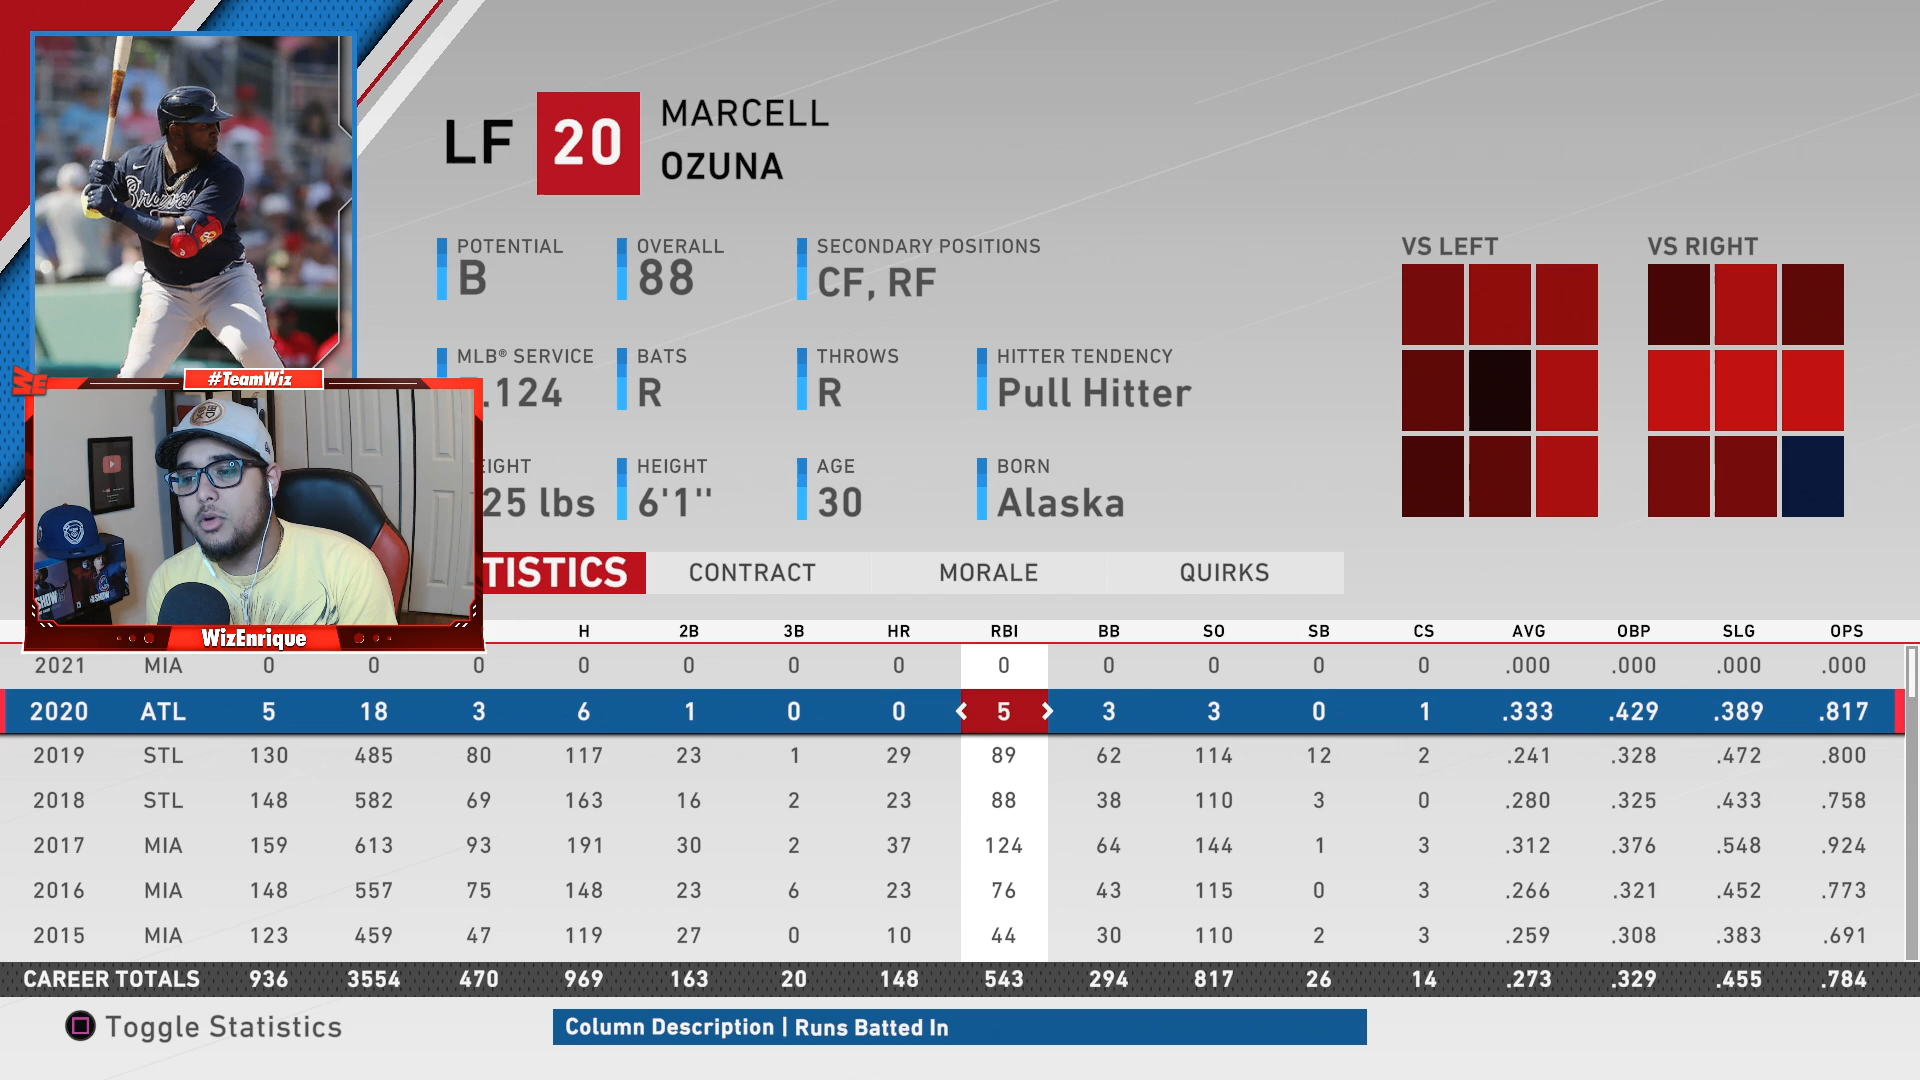 LF 20 MARCELL
OZUNA
POTENTIAL OVERALL SECONDARY POSITIONS
B 88 CF, RF
VS LEFT VS RIGHT
MLB® SERVICE BATS THROWS HITTER TENDENCY
.124 R R Pull Hitter
EIGHT HEIGHT AGE BORN
25 lbs 6'1" 30 Alaska
Braves
#TeamWiz
WE
WizEnrique
TISTICS CONTRACT MORALE QUIRKS
H 2B 3B HR RBI BB SO SB CS AVG OBP SLG OPS
2021 MIA 0 0 0 0 0 0 0 0 0 0 0 0 .000 .000 .000 .000
2020 ATL 5 18 3 6 1 0 0 5 3 3 0 1 .333 .429 .389 .817
2019 STL 130 485 80 117 23 1 29 89 62 114 12 2 .241 .328 .472 .800
2018 STL 148 582 69 163 16 2 23 88 38 110 3 0 .280 .325 .433 .758
2017 MIA 159 613 93 191 30 2 37 124 64 144 1 3 .312 .376 .548 .924
2016 MIA 148 557 75 148 23 6 23 76 43 115 0 3 .266 .321 .452 .773
2015 MIA 123 459 47 119 27 0 10 44 30 110 2 3 .259 .308 .383 .691
CAREER TOTALS 936 3554 470 969 163 20 148 543 294 817 26 14 .273 .329 .455 .784
Toggle Statistics
Column Description | Runs Batted In